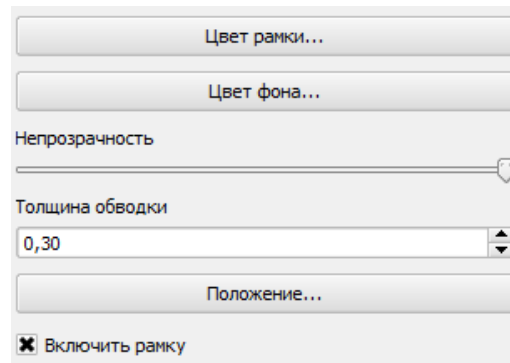 Цвет рамки...
Цвет фона...
Непрозрачность
Толщина обводки
0,30
Положение...
Включить рамку